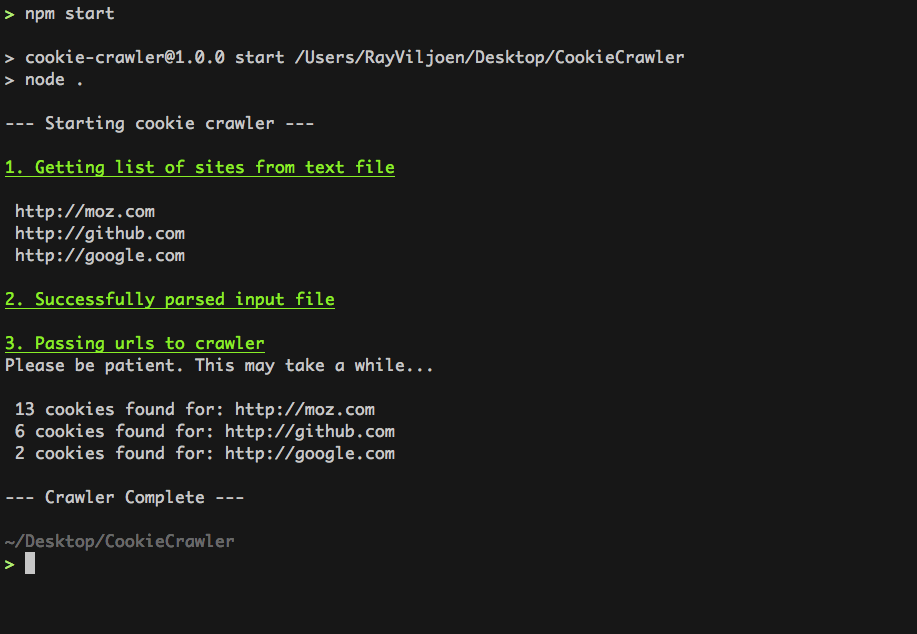 > npm start
> cookie-crawler@1.0.0 start /Users/RayViljoen/Desktop/CookieCrawler
> node .
--- Starting cookie crawler ---
1. Getting list of sites from text file
http://moz.com
http://github.com
http://google.com
2. Successfully parsed input file
3. Passing urls to crawler
Please be patient. This may take a while...
13 cookies found for: http://moz.com
6 cookies found for: http://github.com
2 cookies found for: http://google.com
--- Crawler Complete ---
~/Desktop/CookieCrawler
>